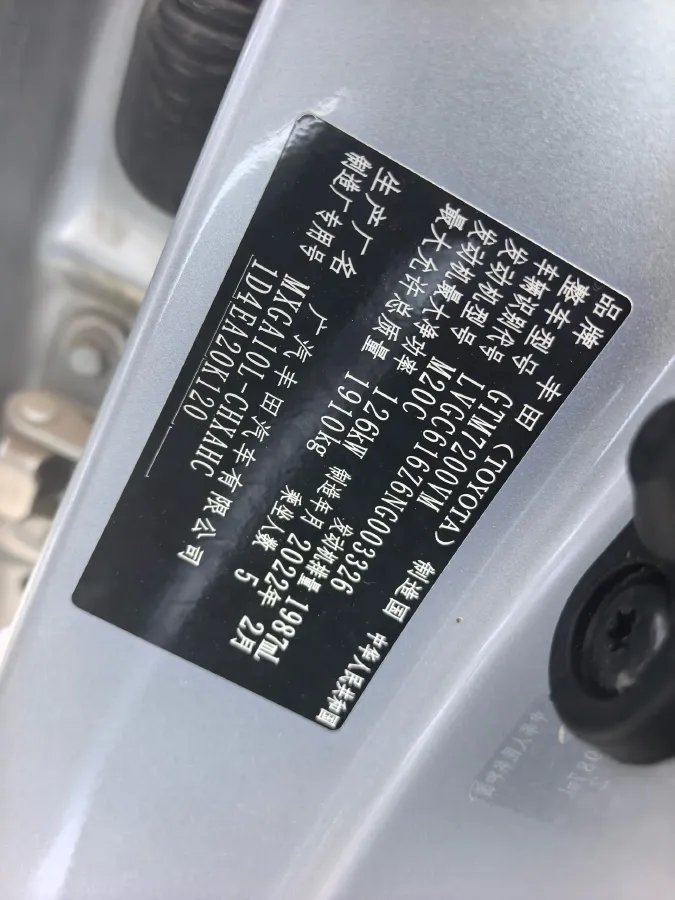 品牌 丰田 (TOYOTA) 制造国 中华人民共和国
整车型号 GTM7200VM
车辆识别代号 LVGC616Z6NG003326
发动机型号 M20C 发动机排量 1987mL
发动机最大净功率 126kW 制造年月 2022年 2月
最大允许总质量 1910kg 乘坐人数 5
生产厂名 广汽丰田汽车有限公司
制造厂专用号 MXGA10L-CHXAHC
1D4EA20K120